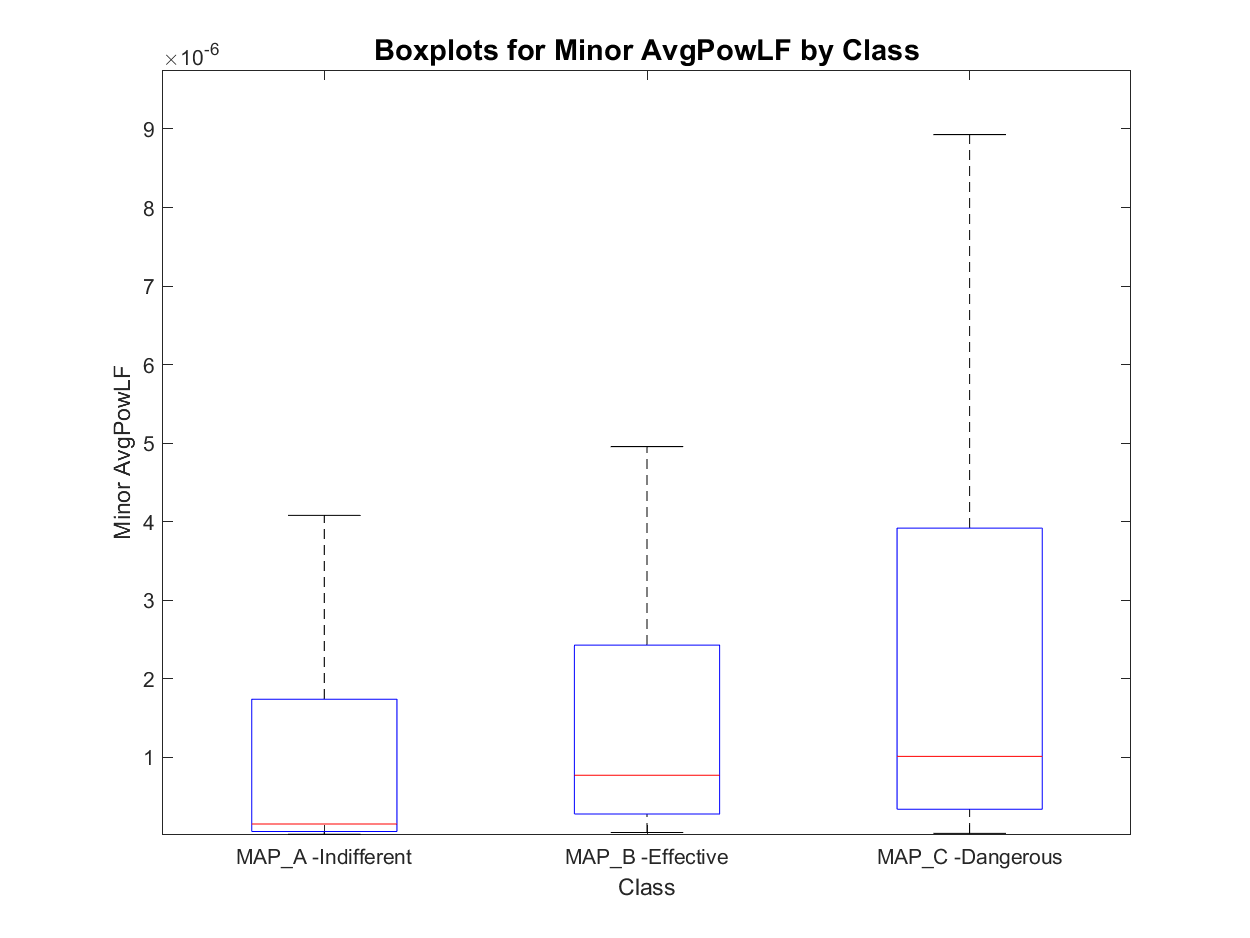 Boxplots for Minor AvgPowLF by Class
×10-6
9
8
7
6
5
4
3
2
1
Minor AvgPowLF
MAP_A -Indifferent
MAP_B -Effective
MAP_C -Dangerous
Class